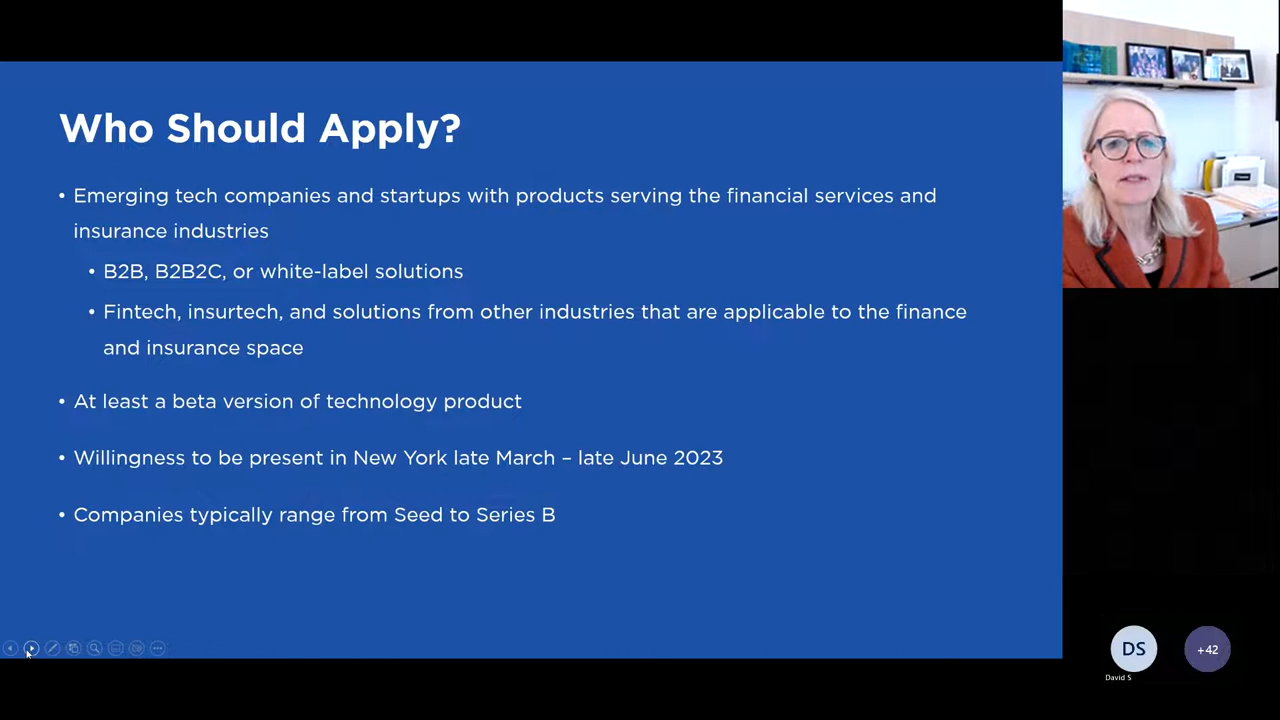 Who Should Apply?
• Emerging tech companies and startups with products serving the financial services and
insurance industries
• B2B, B2B2C, or white-label solutions
• Fintech, insurtech, and solutions from other industries that are applicable to the finance
and insurance space
• At least a beta version of technology product
• Willingness to be present in New York late March – late June 2023
• Companies typically range from Seed to Series B
DS
+42
David S